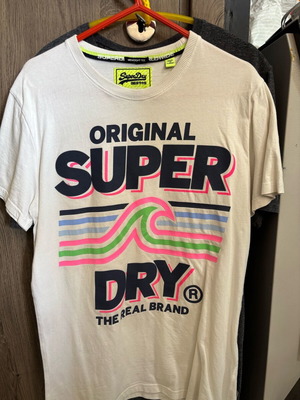 SuperDry
ORIGINAL
SUPER
DRY®
THE REAL BRAND